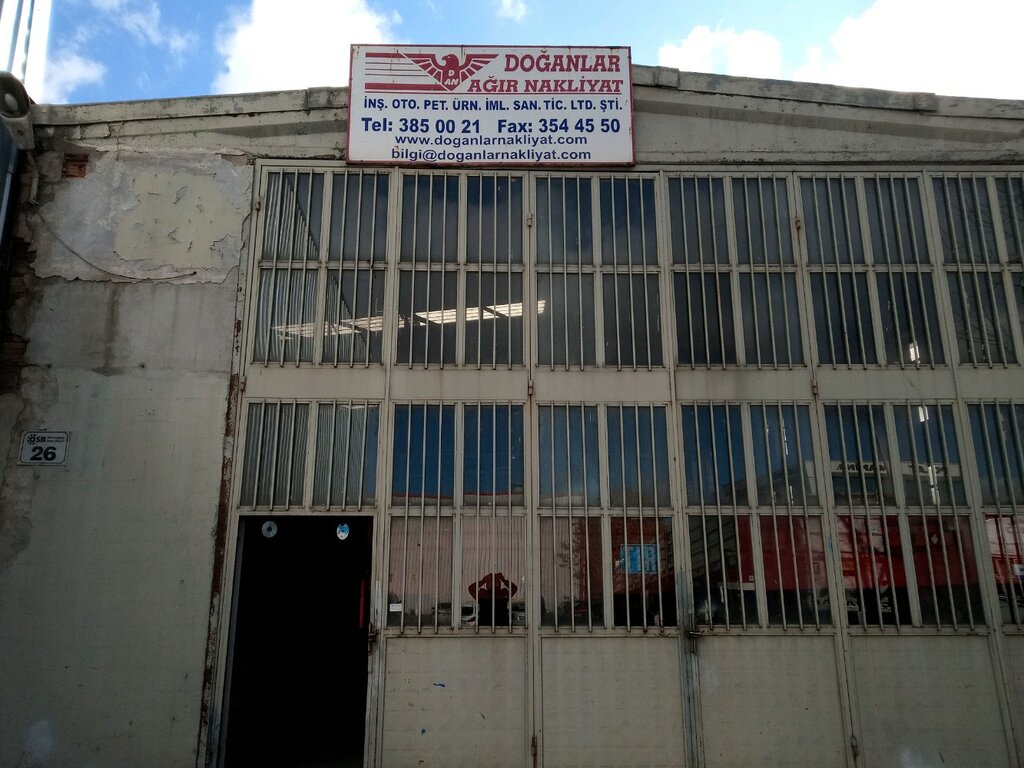 DOĞANLAR
DAN
AĞIR NAKLİYAT
İNŞ. OTO. PET. ÜRN. İML. SAN. TİC. LTD. ŞTİ.
Tel: 385 00 21 Fax: 354 45 50
www.doganlarnakliyat.com
bilgi@doganlarnakliyat.com
26